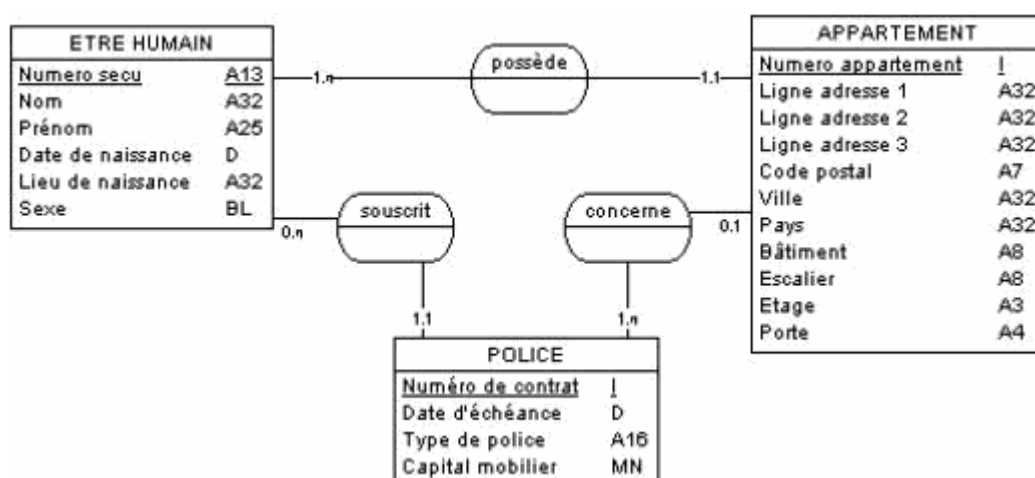 ETRE HUMAIN
Numero secu A13
Nom A32
Prénom A25
Date de naissance D
Lieu de naissance A32
Sexe BL
1.n
possède
1.1
APPARTEMENT
Numero appartement I
Ligne adresse 1 A32
Ligne adresse 2 A32
Ligne adresse 3 A32
Code postal A7
Ville A32
Pays A32
Bâtiment A8
Escalier A8
Etage A3
Porte A4
0.n
souscrit
concerne
0.1
1.1
1.n
POLICE
Numéro de contrat I
Date d'échéance D
Type de police A16
Capital mobilier MN